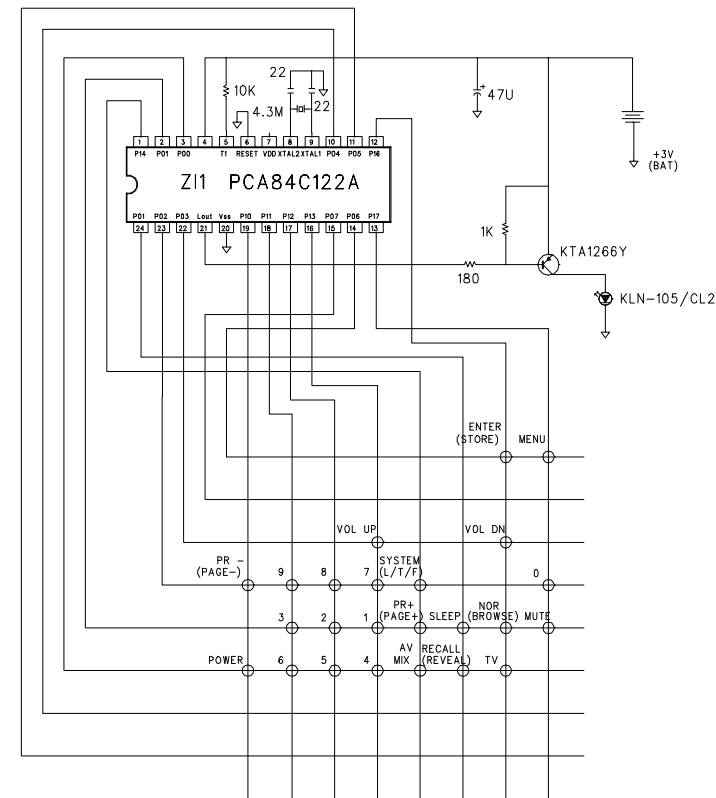 22
10K
4.3M
22
47U
+3V
(BAT)
1 2 3 4 5 6 7 8 9 10 11 12
P14 P01 P00 T1 RESET VDD XTAL2 XTAL1 P04 P05 P16
Z11 PCA84C122A
P01 P02 P03 Lout Vss P10 P11 P12 P13 P07 P06 P17
24 23 22 21 20 19 18 17 16 15 14 13
1K
KTA1266Y
180
KLN-105/CL2
ENTER
(STORE) MENU
VOL UP VOL DN
PR - SYSTEM
(PAGE-) 9 8 7 (L/T/F) 0
PR+ NOR
3 2 1 (PAGE+) SLEEP (BROWSE) MUTE
AV RECALL
POWER 6 5 4 MIX (REVEAL) TV